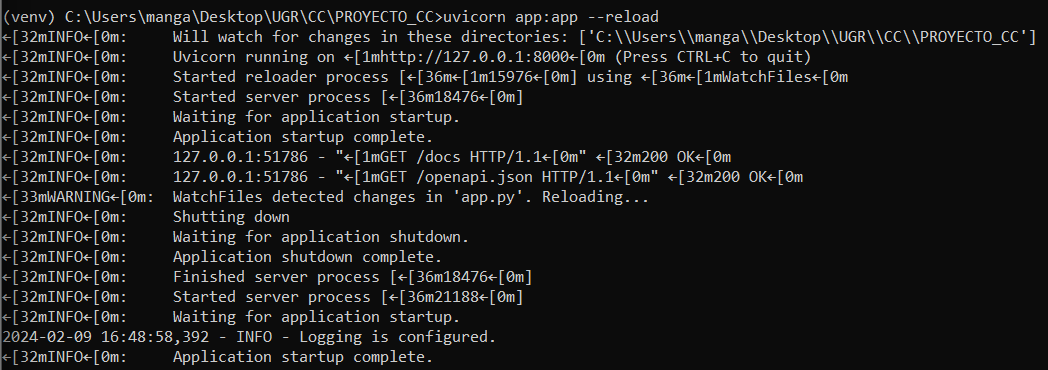 (venv) C:\Users\manga\Desktop\UGR\CC\PROYECTO_CC>uvicorn app:app --reload
←[32mINFO←[0m:     Will watch for changes in these directories: ['C:\\Users\\manga\\Desktop\\UGR\\CC\\PROYECTO_CC']
←[32mINFO←[0m:     Uvicorn running on ←[1mhttp://127.0.0.1:8000←[0m (Press CTRL+C to quit)
←[32mINFO←[0m:     Started reloader process [←[36m←[1m15976←[0m] using ←[36m←[1mWatchFiles←[0m
←[32mINFO←[0m:     Started server process [←[36m18476←[0m]
←[32mINFO←[0m:     Waiting for application startup.
←[32mINFO←[0m:     Application startup complete.
←[32mINFO←[0m:     127.0.0.1:51786 - "←[1mGET /docs HTTP/1.1←[0m" ←[32m200 OK←[0m
←[32mINFO←[0m:     127.0.0.1:51786 - "←[1mGET /openapi.json HTTP/1.1←[0m" ←[32m200 OK←[0m
←[33mWARNING←[0m:  WatchFiles detected changes in 'app.py'. Reloading...
←[32mINFO←[0m:     Shutting down
←[32mINFO←[0m:     Waiting for application shutdown.
←[32mINFO←[0m:     Application shutdown complete.
←[32mINFO←[0m:     Finished server process [←[36m18476←[0m]
←[32mINFO←[0m:     Started server process [←[36m21188←[0m]
←[32mINFO←[0m:     Waiting for application startup.
2024-02-09 16:48:58,392 - INFO - Logging is configured.
←[32mINFO←[0m:     Application startup complete.